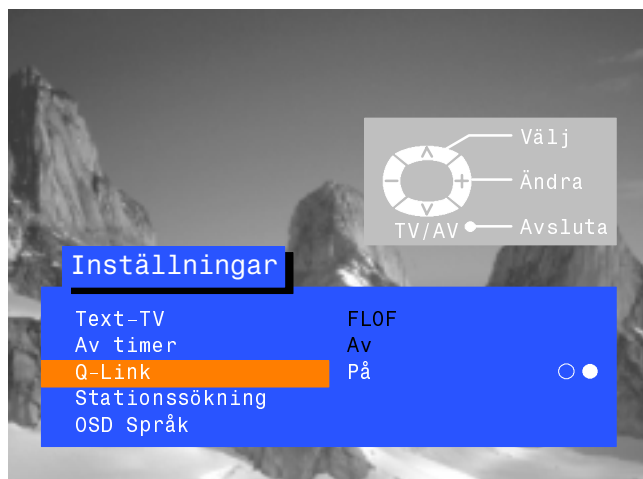 Välj
Ändra
TV/AV Avsluta
Inställningar
Text-TV FLOF
Av timer Av
Q-Link På
Stationssökning
OSD Språk